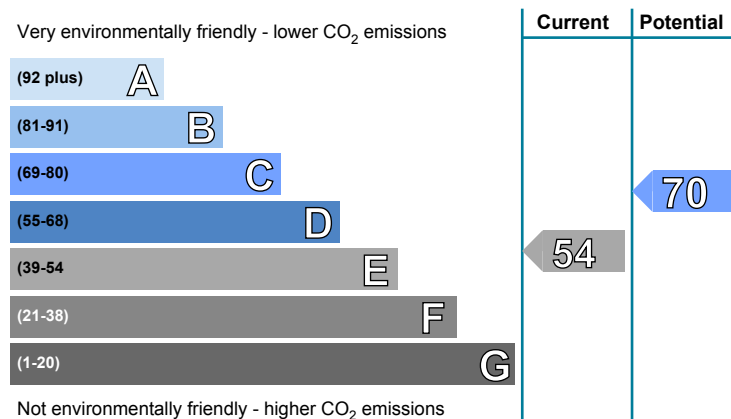 Very environmentally friendly - lower CO2 emissions
Current
Potential
(92 plus) A
(81-91) B
(69-80) C
(55-68) D
(39-54 E
(21-38) F
(1-20) G
54
70
Not environmentally friendly - higher CO2 emissions